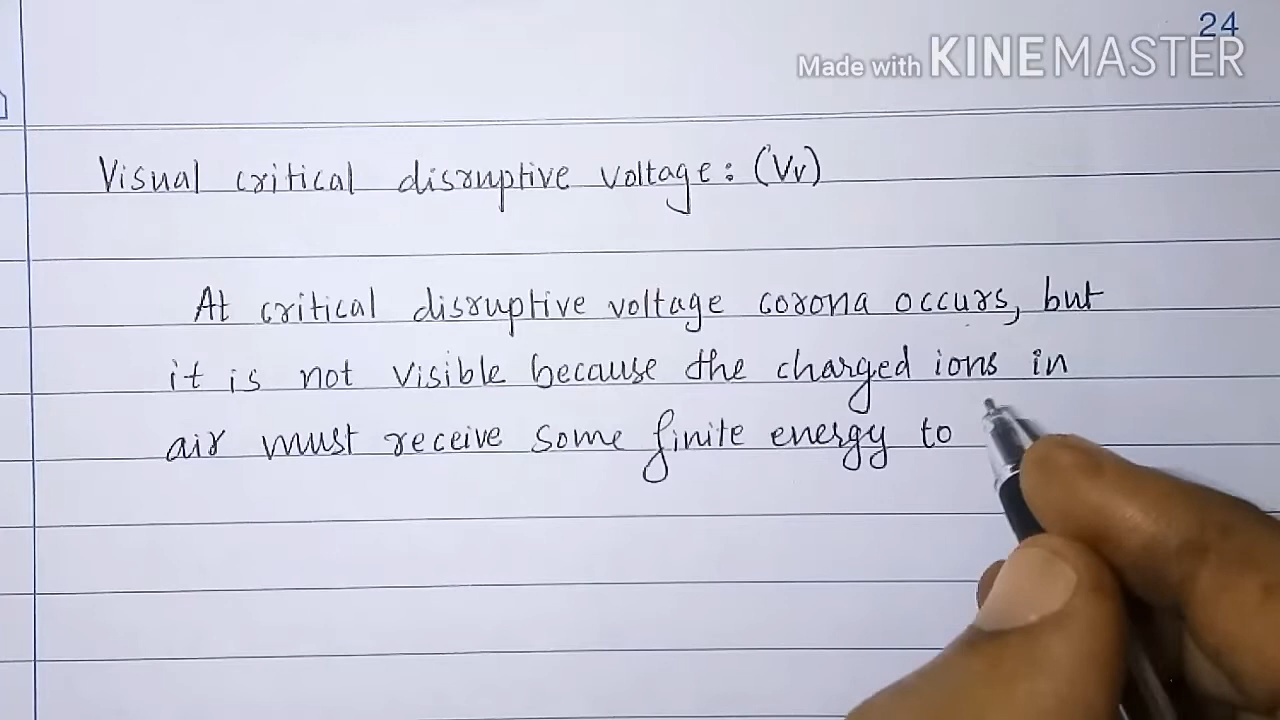 24
Made with KINEMASTER
Visual critical disruptive voltage: (Vv)
At critical disruptive voltage corona occurs, but
it is not visible because the charged ions in
air must receive some finite energy to